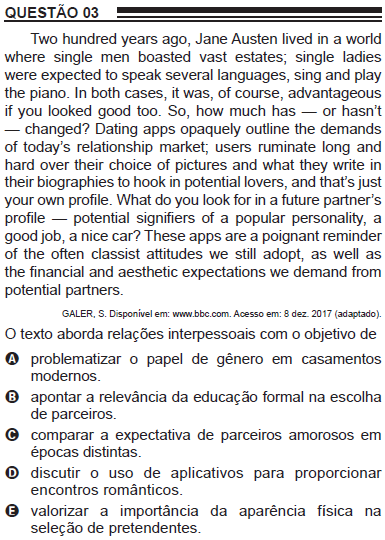 QUESTÃO 03
Two hundred years ago, Jane Austen lived in a world
where single men boasted vast estates; single ladies
were expected to speak several languages, sing and play
the piano. In both cases, it was, of course, advantageous
if you looked good too. So, how much has — or hasn't
— changed? Dating apps opaquely outline the demands
of today's relationship market; users ruminate long and
hard over their choice of pictures and what they write in
their biographies to hook in potential lovers, and that's just
your own profile. What do you look for in a future partner's
profile — potential signifiers of a popular personality, a
good job, a nice car? These apps are a poignant reminder
of the often classist attitudes we still adopt, as well as
the financial and aesthetic expectations we demand from
potential partners.
GALER, S. Disponível em: www.bbc.com. Acesso em: 8 dez. 2017 (adaptado).
O texto aborda relações interpessoais com o objetivo de
A problematizar o papel de gênero em casamentos
modernos.
B apontar a relevância da educação formal na escolha
de parceiros.
C comparar a expectativa de parceiros amorosos em
épocas distintas.
D discutir o uso de aplicativos para proporcionar
encontros românticos.
E valorizar a importância da aparência física na
seleção de pretendentes.